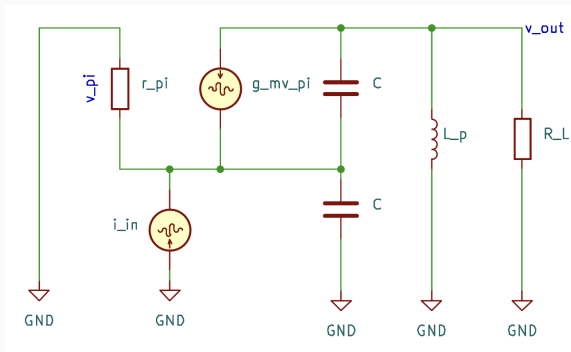 v_out
v_pi
r_pi
g_mv_pi
C
L_p
R_L
i_in
C
GND
GND
GND
GND
GND